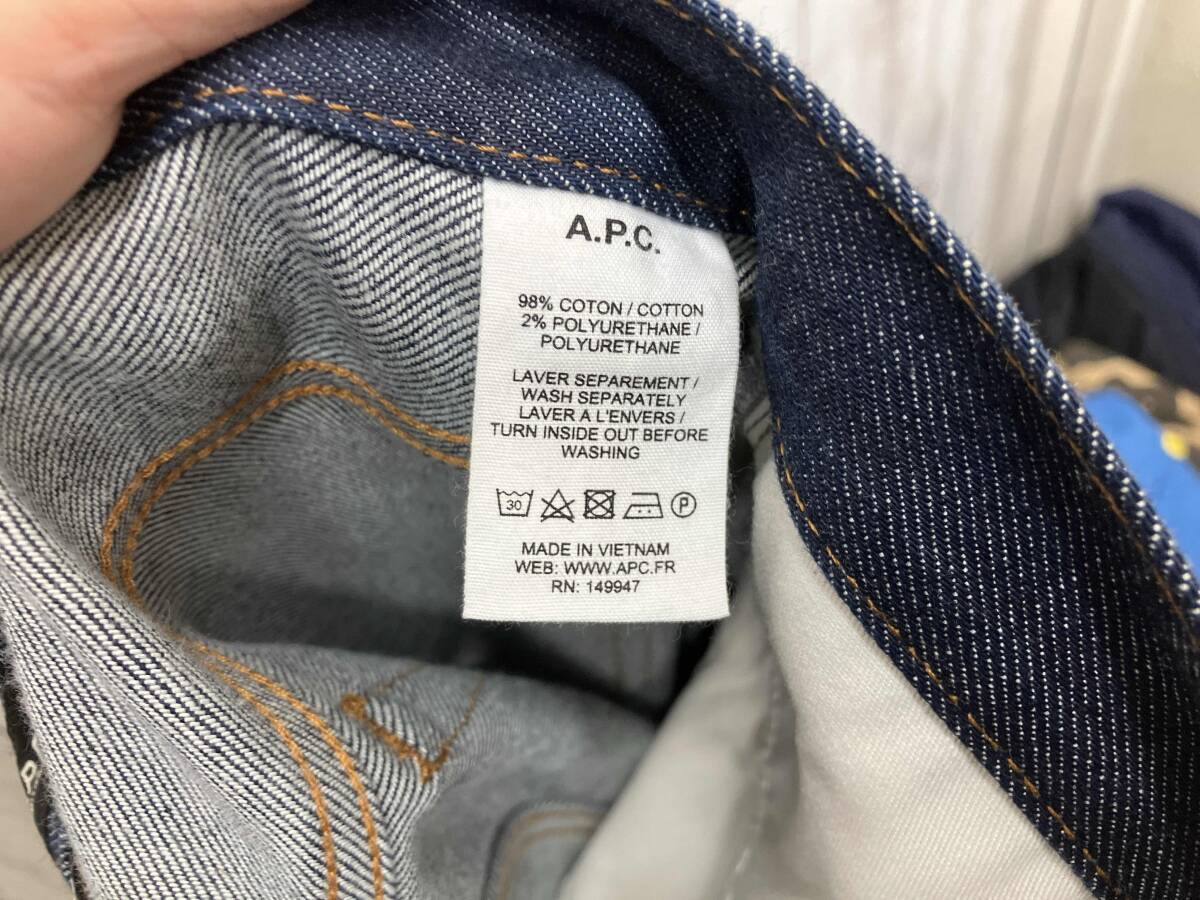 A.P.C.
98% COTON / COTTON
2% POLYURETHANE /
POLYURETHANE
LAVER SEPAREMENT /
WASH SEPARATELY
LAVER A L'ENVERS /
TURN INSIDE OUT BEFORE
WASHING
30 P
MADE IN VIETNAM
WEB: WWW.APC.FR
RN: 149947